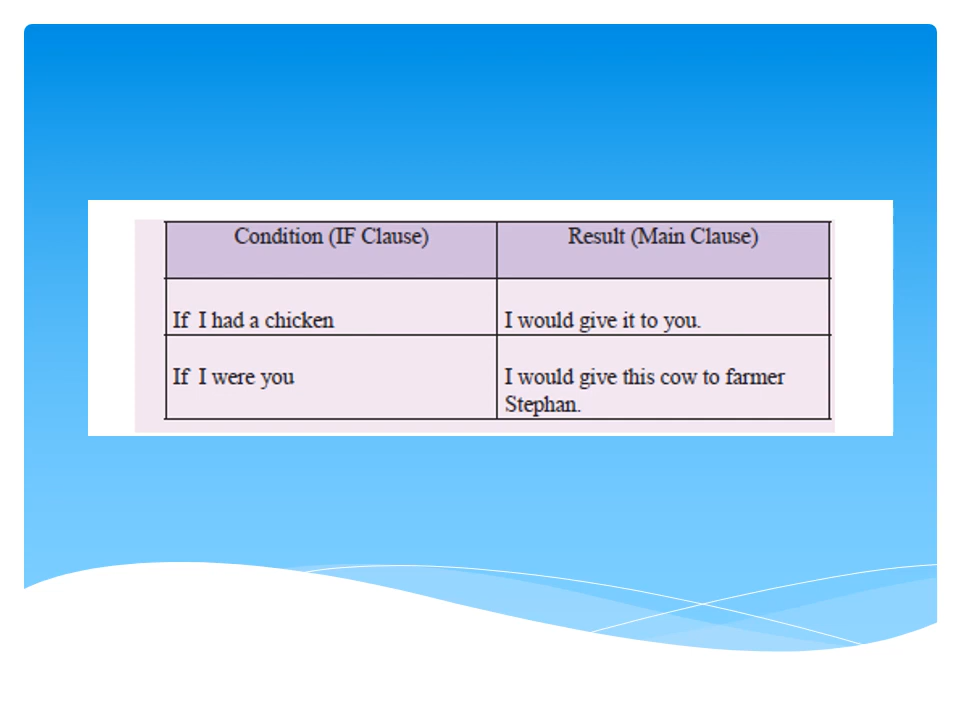 Condition (IF Clause)
Result (Main Clause)
If I had a chicken
I would give it to you.
If I were you
I would give this cow to farmer
Stephan.